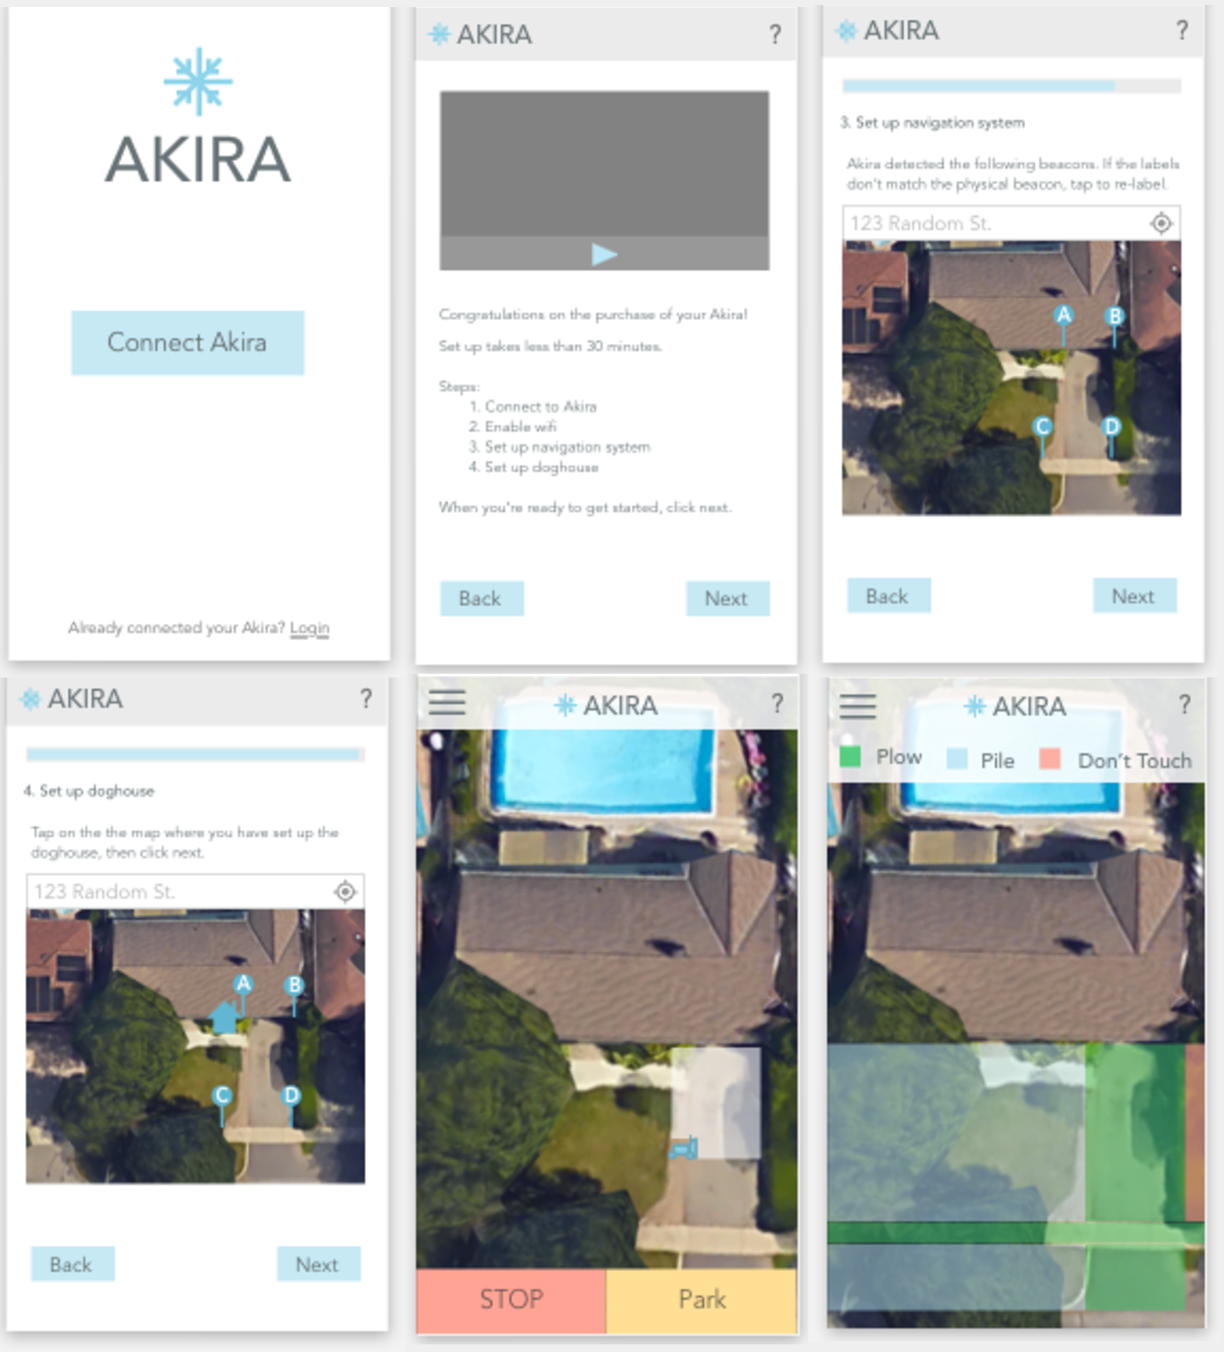 AKIRA
Connect Akira
Already connected your Akira? Login
AKIRA ?
Congratulations on the purchase of your Akira!
Set up takes less than 30 minutes.
Steps:
1. Connect to Akira
2. Enable wifi
3. Set up navigation system
4. Set up doghouse
When you're ready to get started, click next.
Back Next
AKIRA ?
3. Set up navigation system
Akira detected the following beacons. If the labels
don't match the physical beacon, tap to re-label.
123 Random St.
A B
C D
Back Next
AKIRA ?
4. Set up doghouse
Tap on the the map where you have set up the
doghouse, then click next.
123 Random St.
A B
C D
Back Next
AKIRA ?
STOP Park
AKIRA ?
Plow Pile Don't Touch